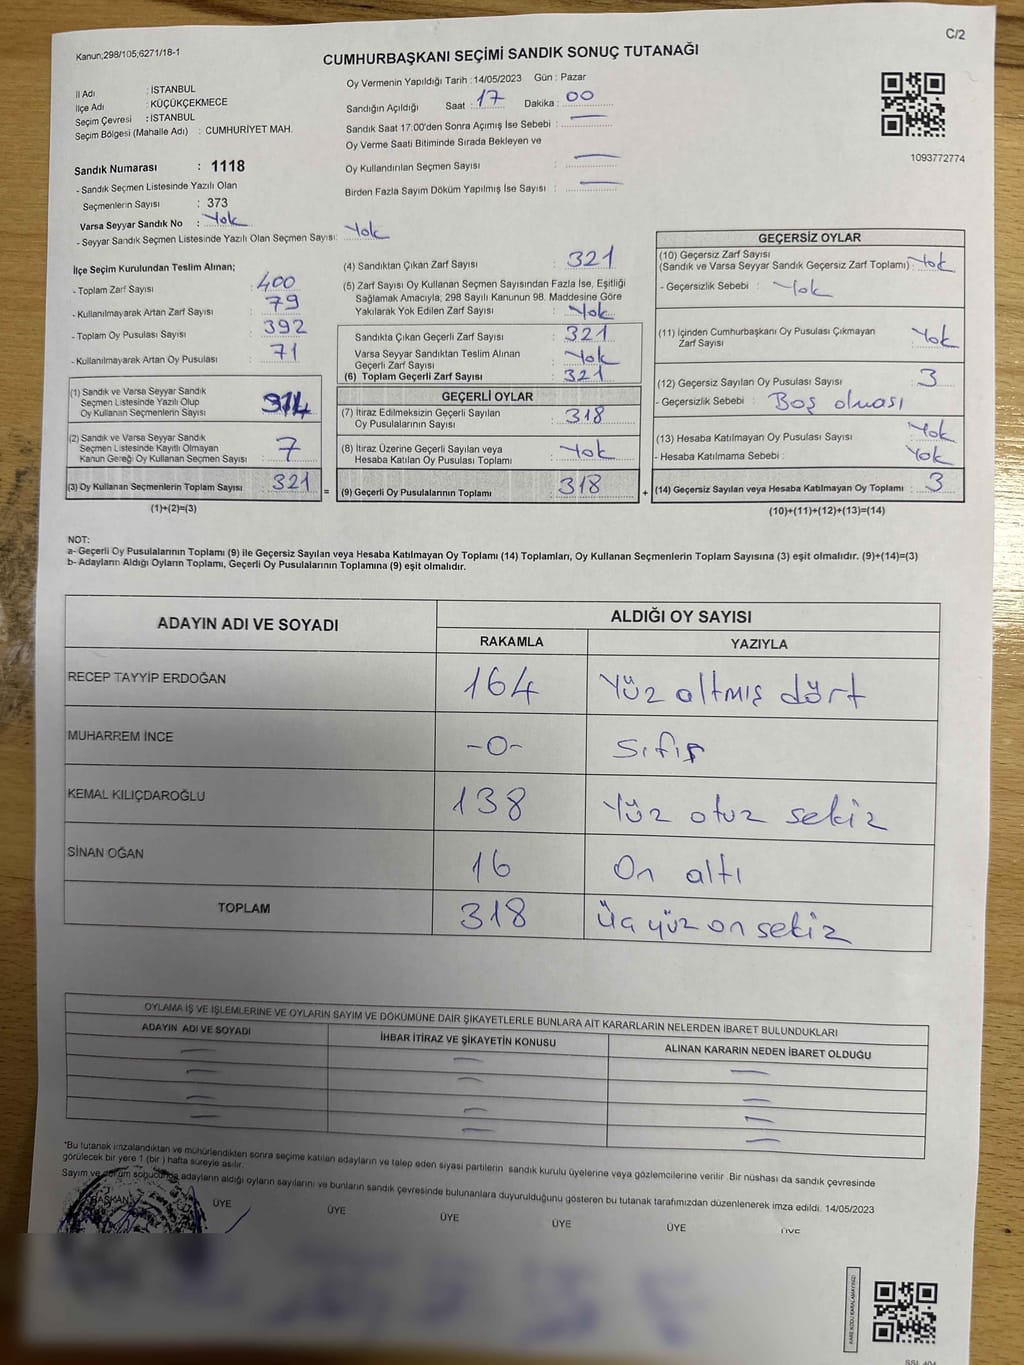 Kanun;298/105;6271/18-1
C/2
CUMHURBAŞKANI SEÇİMİ SANDIK SONUÇ TUTANAĞI
İl Adı : İSTANBUL
İlçe Adı : KÜÇÜKÇEKMECE
Seçim Çevresi : İSTANBUL
Seçim Bölgesi (Mahalle Adı) : CUMHURİYET MAH.
Oy Vermenin Yapıldığı Tarih : 14/05/2023 Gün : Pazar
Sandığın Açıldığı Saat : 17 Dakika : 00
Sandık Saat 17:00'den Sonra Açımış İse Sebebi : —
Oy Verme Saati Bitiminde Sırada Bekleyen ve
Oy Kullandırılan Seçmen Sayısı : —
Birden Fazla Sayım Döküm Yapılmış İse Sayısı : —
1093772774
Sandık Numarası : 1118
- Sandık Seçmen Listesinde Yazılı Olan
Seçmenlerin Sayısı : 373
Varsa Seyyar Sandık No : Yok
- Seyyar Sandık Seçmen Listesinde Yazılı Olan Seçmen Sayısı: Yok
İlçe Seçim Kurulundan Teslim Alınan;
- Toplam Zarf Sayısı : 400
- Kullanılmayarak Artan Zarf Sayısı : 79
- Toplam Oy Pusulası Sayısı : 392
- Kullanılmayarak Artan Oy Pusulası : 71
(1) Sandık ve Varsa Seyyar Sandık
Seçmen Listesinde Yazılı Olup
Oy Kullanan Seçmenlerin Sayısı : 314
(2) Sandık ve Varsa Seyyar Sandık
Seçmen Listesinde Kayıtlı Olmayan
Kanun Gereği Oy Kullanan Seçmen Sayısı : 7
(3) Oy Kullanan Seçmenlerin Toplam Sayısı : 321 =
(1)+(2)=(3)
(4) Sandıktan Çıkan Zarf Sayısı : 321
(5) Zarf Sayısı Oy Kullanan Seçmen Sayısından Fazla İse, Eşitliği
Sağlamak Amacıyla; 298 Sayılı Kanunun 98. Maddesine Göre
Yakılarak Yok Edilen Zarf Sayısı : Yok
Sandıkta Çıkan Geçerli Zarf Sayısı : 321
Varsa Seyyar Sandıktan Teslim Alınan
Geçerli Zarf Sayısı : Yok
(6) Toplam Geçerli Zarf Sayısı : 321
GEÇERLİ OYLAR
(7) İtiraz Edilmeksizin Geçerli Sayılan
Oy Pusulalarının Sayısı : 318
(8) İtiraz Üzerine Geçerli Sayılan veya
Hesaba Katılan Oy Pusulası Toplamı : Yok
(9) Geçerli Oy Pusulalarının Toplamı : 318 +
GEÇERSİZ OYLAR
(10) Geçersiz Zarf Sayısı
(Sandık ve Varsa Seyyar Sandık Geçersiz Zarf Toplamı) : Yok
- Geçersizlik Sebebi : Yok
(11) İçinden Cumhurbaşkanı Oy Pusulası Çıkmayan
Zarf Sayısı : Yok
(12) Geçersiz Sayılan Oy Pusulası Sayısı : 3
- Geçersizlik Sebebi : Boş olması
(13) Hesaba Katılmayan Oy Pusulası Sayısı : Yok
- Hesaba Katılmama Sebebi : Yok
(14) Geçersiz Sayılan veya Hesaba Katılmayan Oy Toplamı : 3
(10)+(11)+(12)+(13)=(14)
NOT:
a- Geçerli Oy Pusulalarının Toplamı (9) ile Geçersiz Sayılan veya Hesaba Katılmayan Oy Toplamı (14) Toplamları, Oy Kullanan Seçmenlerin Toplam Sayısına (3) eşit olmalıdır. (9)+(14)=(3)
b- Adayların Aldığı Oyların Toplamı, Geçerli Oy Pusulalarının Toplamına (9) eşit olmalıdır.
ADAYIN ADI VE SOYADI
ALDIĞI OY SAYISI
RAKAMLA YAZIYLA
RECEP TAYYİP ERDOĞAN 164 Yüz altmış dört
MUHARREM İNCE -0- Sıfır
KEMAL KILIÇDAROĞLU 138 Yüz otuz sekiz
SİNAN OĞAN 16 On altı
TOPLAM 318 Üç yüz on sekiz
OYLAMA İŞ VE İŞLEMLERİNE VE OYLARIN SAYIM VE DÖKÜMÜNE DAİR ŞİKAYETLERLE BUNLARA AİT KARARLARIN NELERDEN İBARET BULUNDUKLARI
ADAYIN ADI VE SOYADI İHBAR İTİRAZ VE ŞİKAYETİN KONUSU ALINAN KARARIN NEDEN İBARET OLDUĞU
*Bu tutanak imzalandıktan ve mühürlendikten sonra seçime katılan adayların ve talep eden siyasi partilerin sandık kurulu üyelerine veya gözlemcilerine verilir. Bir nüshası da sandık çevresinde
görülecek bir yere 1 (bir) hafta süreyle asılır.
Sayım ve döküm sonucunda adayların aldığı oyların sayılarını ve bunların sandık çevresinde bulunanlara duyurulduğunu gösteren bu tutanak tarafımızdan düzenlenerek imza edildi. 14/05/2023
BAŞKAN ÜYE ÜYE ÜYE ÜYE ÜYE ÜYE
KARE KODU KARALAMAYINIZ!